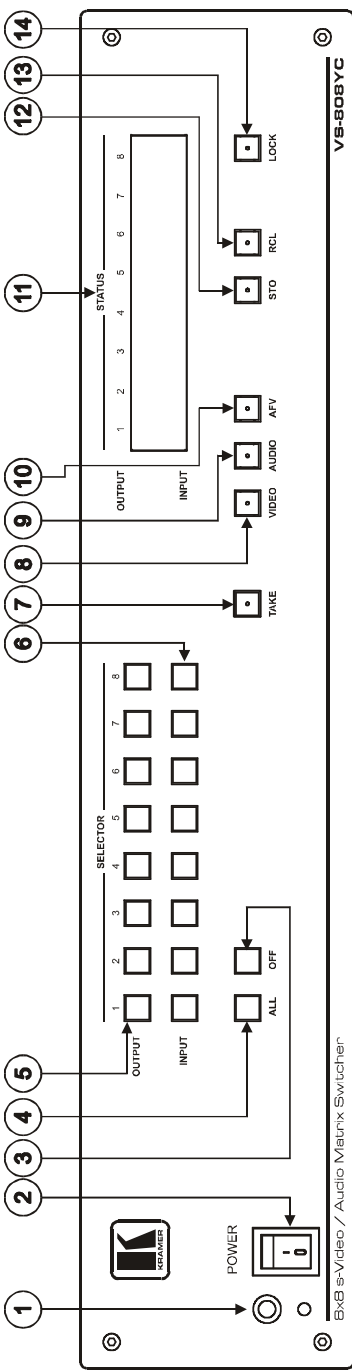 1 2 3 4 5 6 7 8 9 10 11 12 13 14
SELECTOR
1 2 3 4 5 6 7 8
OUTPUT
INPUT
ALL OFF
TAKE
STATUS
OUTPUT 1 2 3 4 5 6 7 8
INPUT
VIDEO AUDIO AFV STO RCL LOCK
K
KRAMER
POWER
I
0
8x8 s-Video / Audio Matrix Switcher
VS-808YC